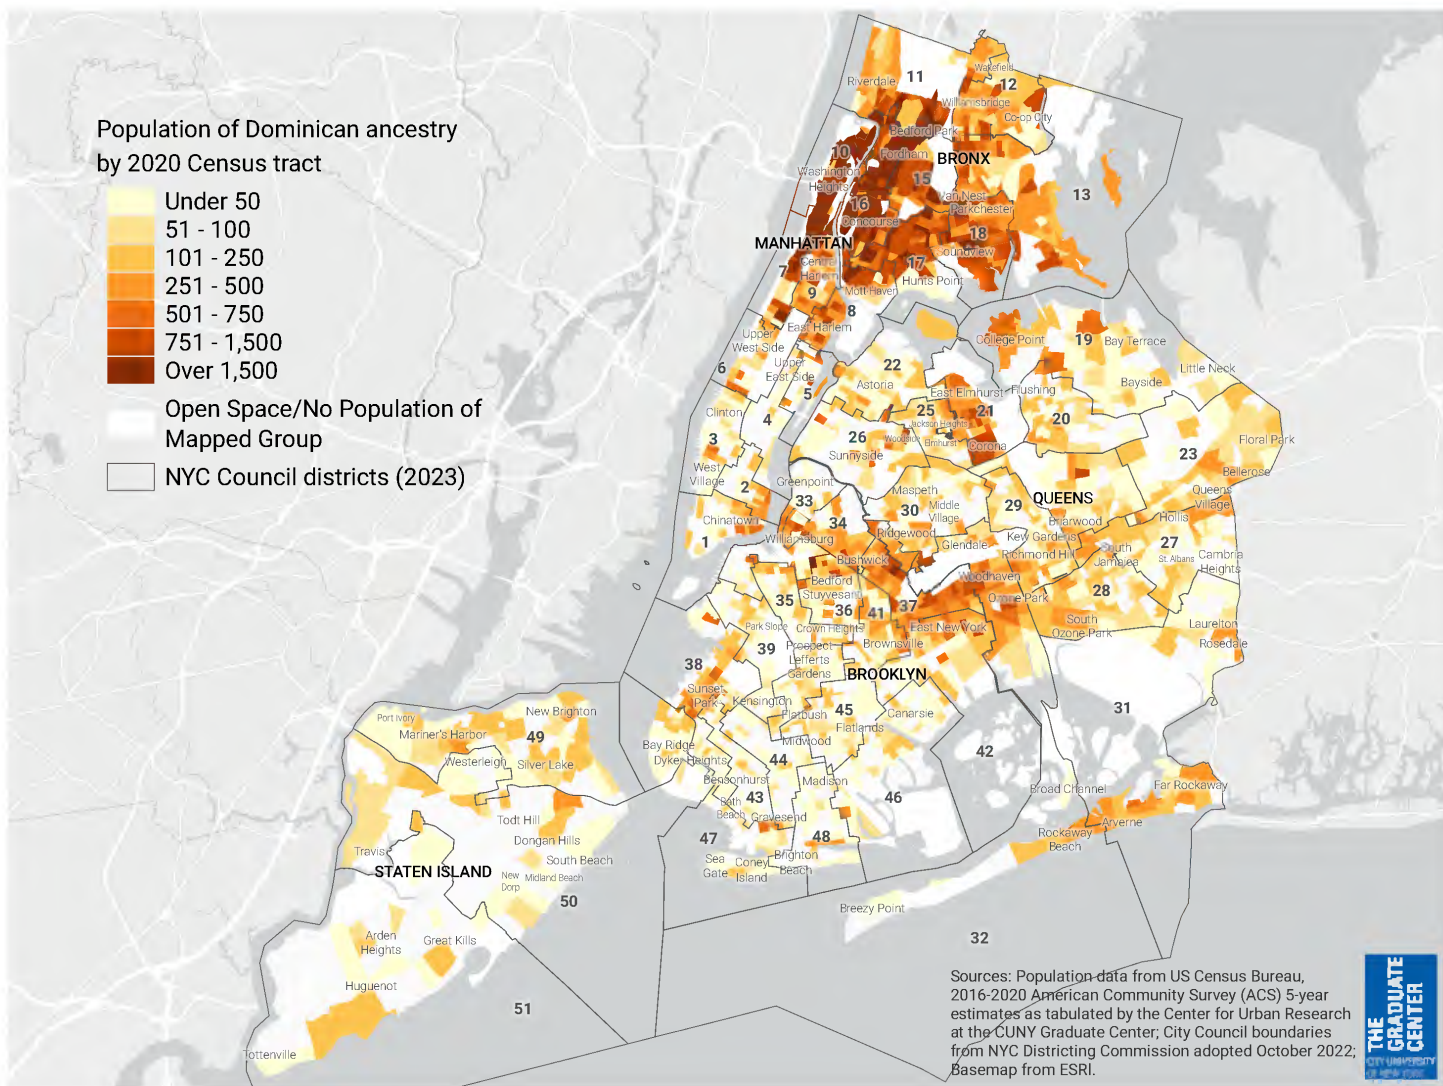 Population of Dominican ancestry
by 2020 Census tract
Under 50
51 - 100
101 - 250
251 - 500
501 - 750
751 - 1,500
Over 1,500
Open Space/No Population of
Mapped Group
NYC Council districts (2023)
Riverdale
11
Wakefield
12
Williamsbridge
Co-op City
Bedford Park
Fordham
BRONX
10
Washington
Heights
15
13
Van Nest
Parkchester
16
Concourse
18
Soundview
MANHATTAN
7
Central
Harlem
17
Hunts Point
Mott Haven
9
8
East Harlem
Upper
West Side
6
Upper
East Side
5
Clinton
4
3
West
Village
2
Chinatown
1
College Point
19
Bay Terrace
Little Neck
22
Astoria
East Elmhurst
Flushing
Bayside
25
21
Jackson Heights
20
26
Woodside
Elmhurst
Corona
Sunnyside
23
Floral Park
Bellerose
Greenpoint
33
Maspeth
Middle
Village
30
29
QUEENS
Queens
Village
Briarwood
Hollis
34
Williamsburg
Ridgewood
Glendale
Kew Gardens
Richmond Hill
South
Jamaica
27
St. Albans
Cambria
Heights
Bushwick
Woodhaven
Bedford
Stuyvesant
35
36
41
37
Ozone Park
28
South
Ozone Park
Laurelton
Rosedale
Park Slope
Crown Heights
East New York
39
Prospect
Lefferts
Gardens
Brownsville
38
BROOKLYN
Sunset
Park
Kensington
Flatbush
45
Canarsie
Flatlands
31
Bay Ridge
Dyker Heights
Midwood
44
42
Bensonhurst
Madison
43
Bath
Beach
Gravesend
46
Broad Channel
Far Rockaway
47
48
Arverne
Rockaway
Beach
Sea
Gate
Coney
Island
Brighton
Beach
Breezy Point
32
Port Ivory
New Brighton
Mariner's Harbor
49
Westerleigh
Silver Lake
Todt Hill
Dongan Hills
Travis
South Beach
STATEN ISLAND
New
Dorp
Midland Beach
50
Arden
Heights
Great Kills
Huguenot
51
Tottenville
Sources: Population data from US Census Bureau,
2016-2020 American Community Survey (ACS) 5-year
estimates as tabulated by the Center for Urban Research
at the CUNY Graduate Center; City Council boundaries
from NYC Districting Commission adopted October 2022;
Basemap from ESRI.
THE
GRADUATE
CENTER
CITY UNIVERSITY
OF NEW YORK